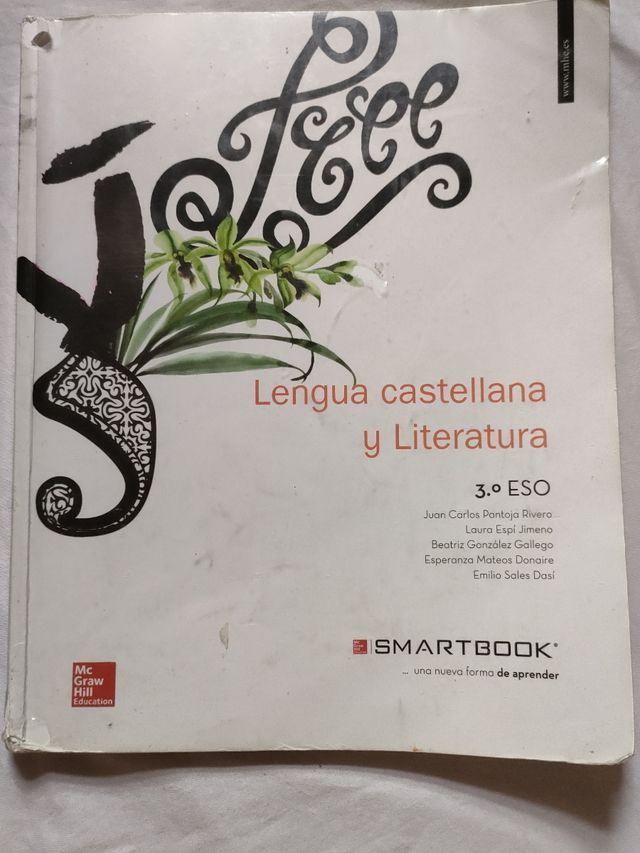 www.mhe.es
Lengua castellana
y Literatura
3.º ESO
Juan Carlos Pantoja Rivero
Laura Espí Jimeno
Beatriz González Gallego
Esperanza Mateos Donaire
Emilio Sales Dasí
SMARTBOOK®
... una nueva forma de aprender
Mc
Graw
Hill
Education